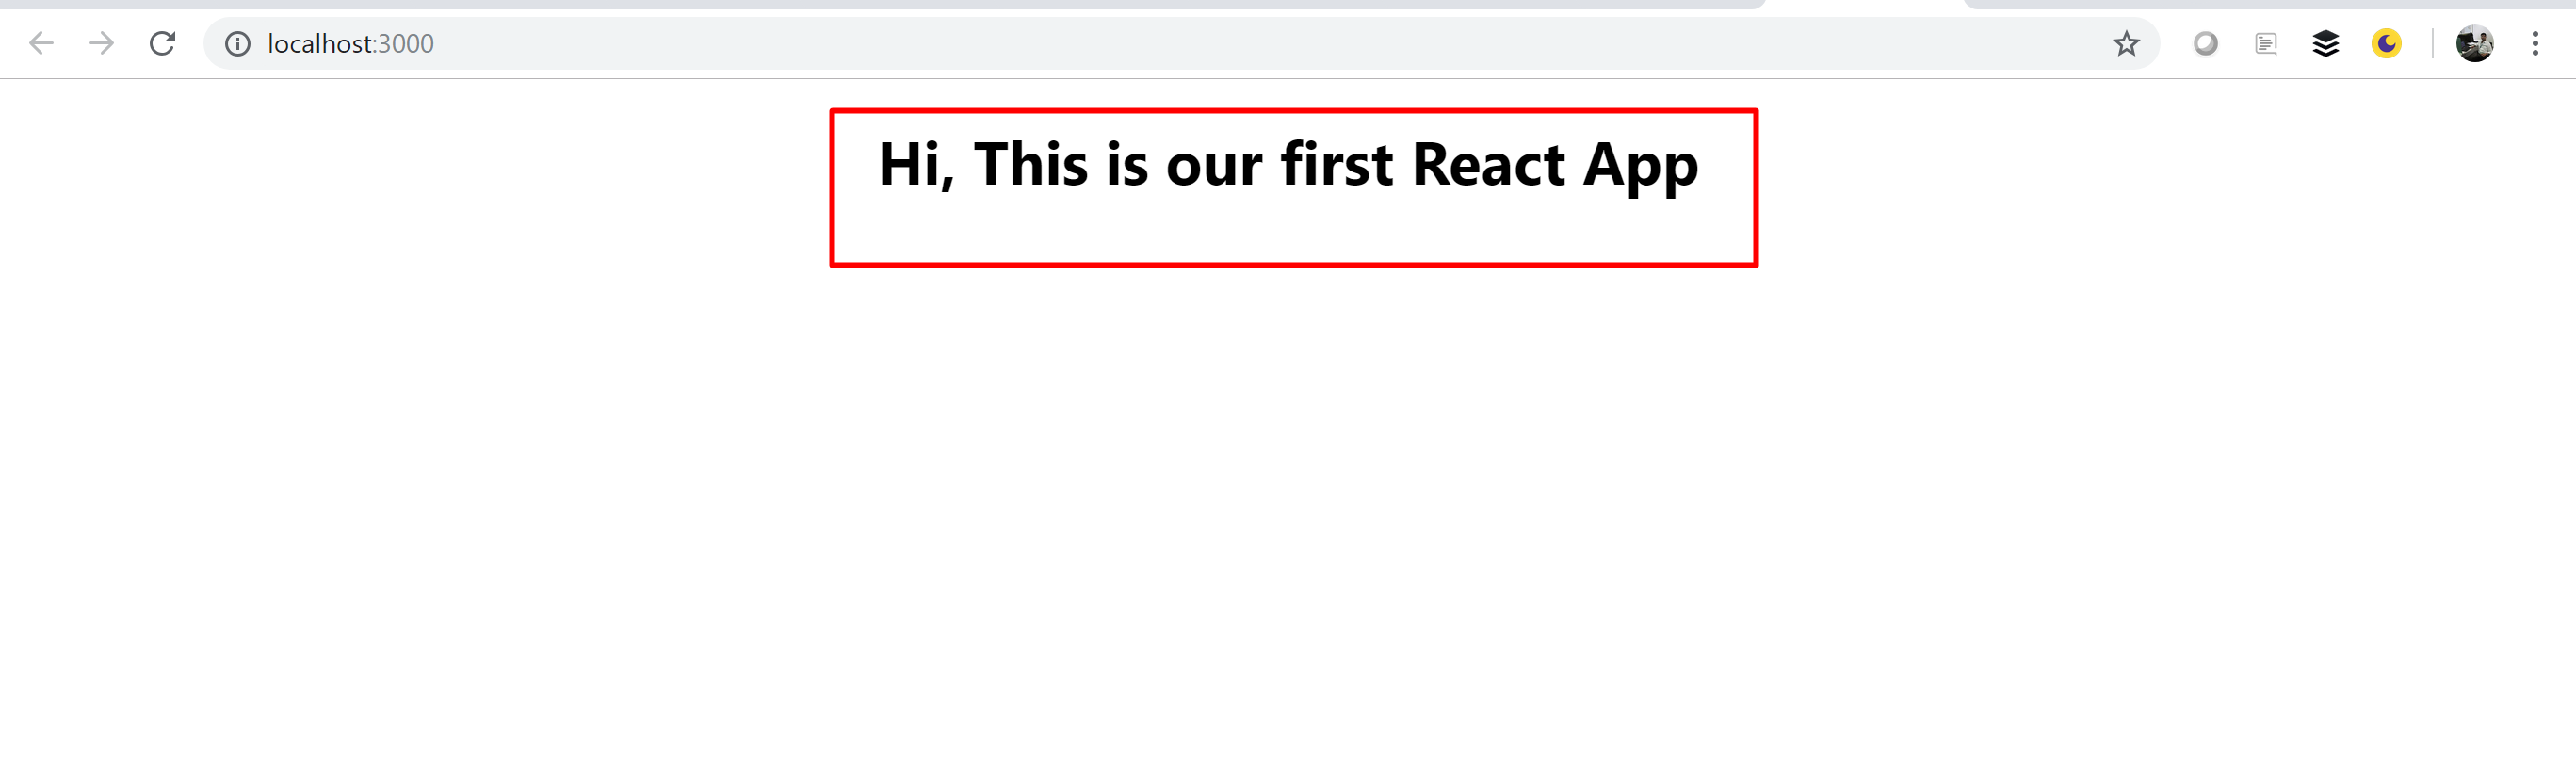 localhost:3000
Hi, This is our first React App